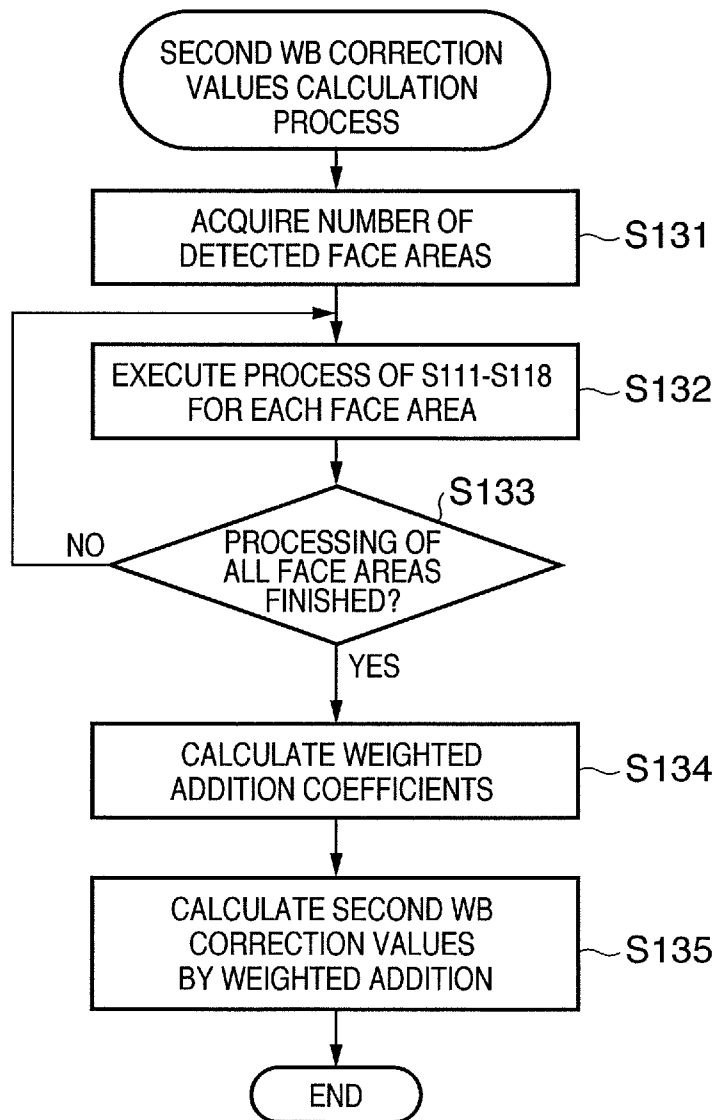 SECOND WB CORRECTION
VALUES CALCULATION
PROCESS
ACQUIRE NUMBER OF
DETECTED FACE AREAS
S131
EXECUTE PROCESS OF S111-S118
FOR EACH FACE AREA
S132
S133
NO
PROCESSING OF
ALL FACE AREAS
FINISHED?
YES
CALCULATE WEIGHTED
ADDITION COEFFICIENTS
S134
CALCULATE SECOND WB
CORRECTION VALUES
BY WEIGHTED ADDITION
S135
END